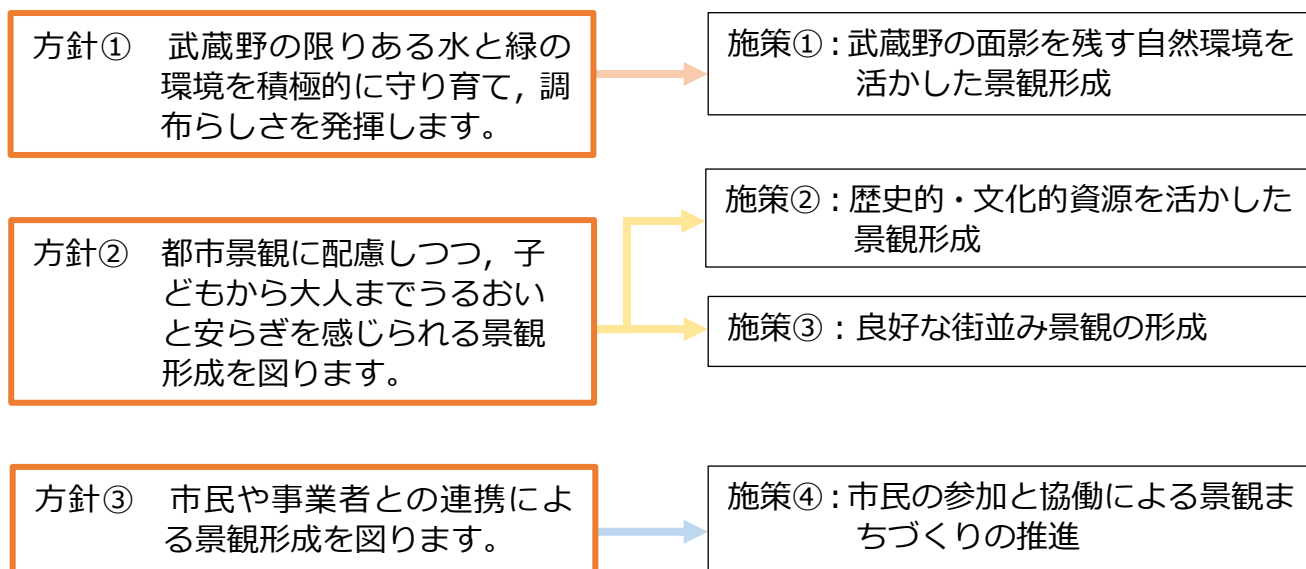 方針① 武蔵野の限りある水と緑の
環境を積極的に守り育て，調
布らしさを発揮します。
施策①：武蔵野の面影を残す自然環境を
活かした景観形成
方針② 都市景観に配慮しつつ，子
どもから大人までうるおい
と安らぎを感じられる景観
形成を図ります。
施策②：歴史的・文化的資源を活かした
景観形成
施策③：良好な街並み景観の形成
方針③ 市民や事業者との連携によ
る景観形成を図ります。
施策④：市民の参加と協働による景観ま
ちづくりの推進